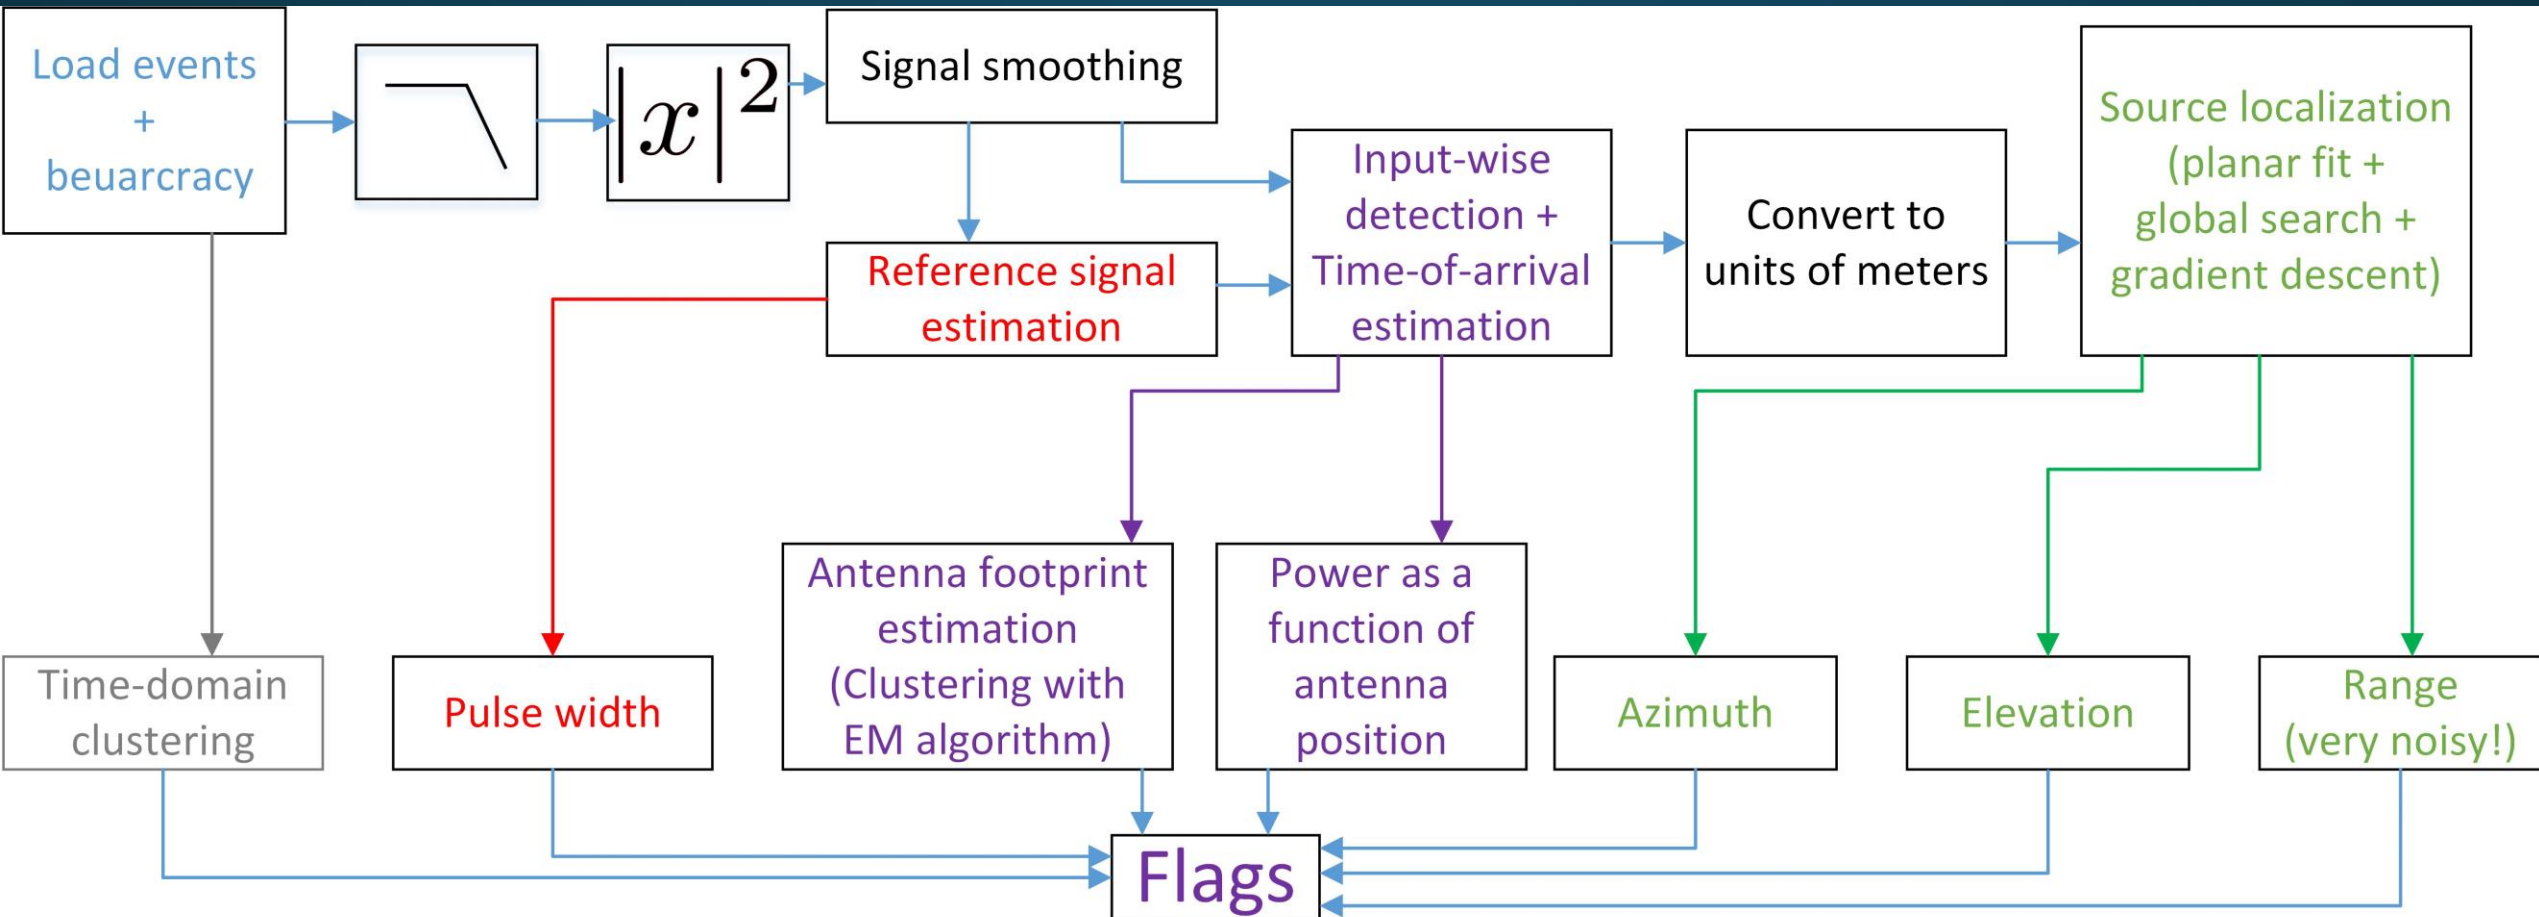 Load events
+
beuarcracy
|x|²
Signal smoothing
Reference signal
estimation
Input-wise
detection +
Time-of-arrival
estimation
Convert to
units of meters
Source localization
(planar fit +
global search +
gradient descent)
Time-domain
clustering
Pulse width
Antenna footprint
estimation
(Clustering with
EM algorithm)
Power as a
function of
antenna
position
Azimuth
Elevation
Range
(very noisy!)
Flags